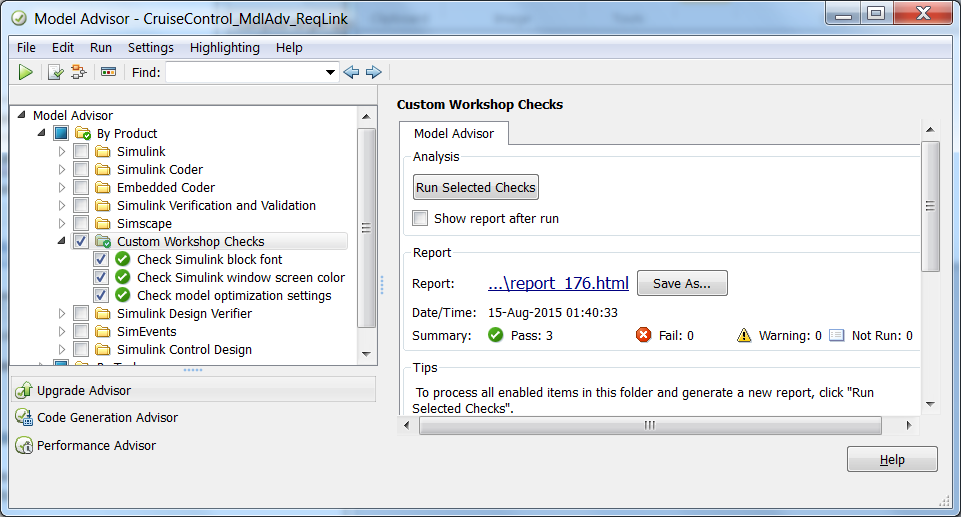 Model Advisor - CruiseControl_MdlAdv_ReqLink
File Edit Run Settings Highlighting Help
Find:
Model Advisor
By Product
Simulink
Simulink Coder
Embedded Coder
Simulink Verification and Validation
Simscape
Custom Workshop Checks
Check Simulink block font
Check Simulink window screen color
Check model optimization settings
Simulink Design Verifier
SimEvents
Simulink Control Design
Upgrade Advisor
Code Generation Advisor
Performance Advisor
Custom Workshop Checks
Model Advisor
Analysis
Run Selected Checks
Show report after run
Report
Report: ...\report_176.html Save As...
Date/Time: 15-Aug-2015 01:40:33
Summary: Pass: 3 Fail: 0 Warning: 0 Not Run: 0
Tips
To process all enabled items in this folder and generate a new report, click "Run
Selected Checks".
Help